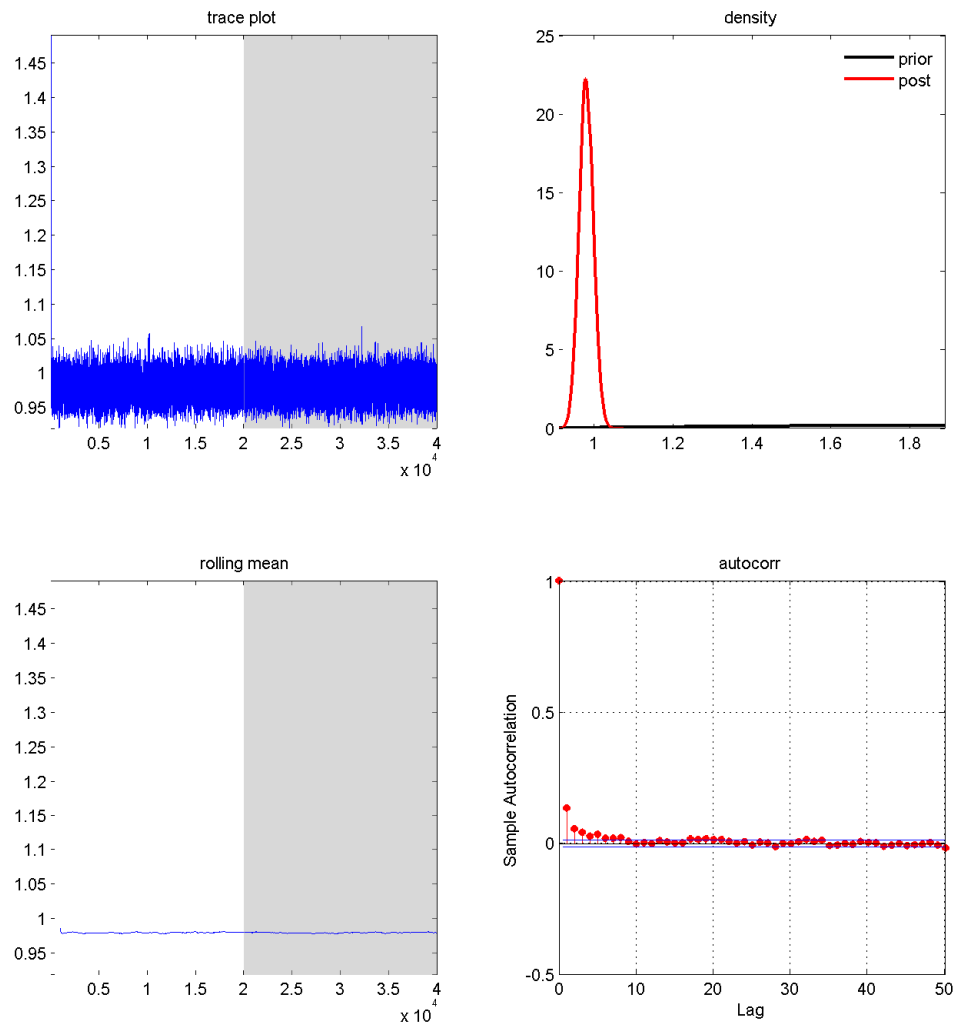 trace plot
1.45
1.4
1.35
1.3
1.25
1.2
1.15
1.1
1.05
1
0.95
0.5 1 1.5 2 2.5 3 3.5 4
x 10^4
density
25
20
15
10
5
0
prior
post
1 1.2 1.4 1.6 1.8
rolling mean
1.45
1.4
1.35
1.3
1.25
1.2
1.15
1.1
1.05
1
0.95
0.5 1 1.5 2 2.5 3 3.5 4
x 10^4
autocorr
Sample Autocorrelation
1
0.5
0
-0.5
0 10 20 30 40 50
Lag